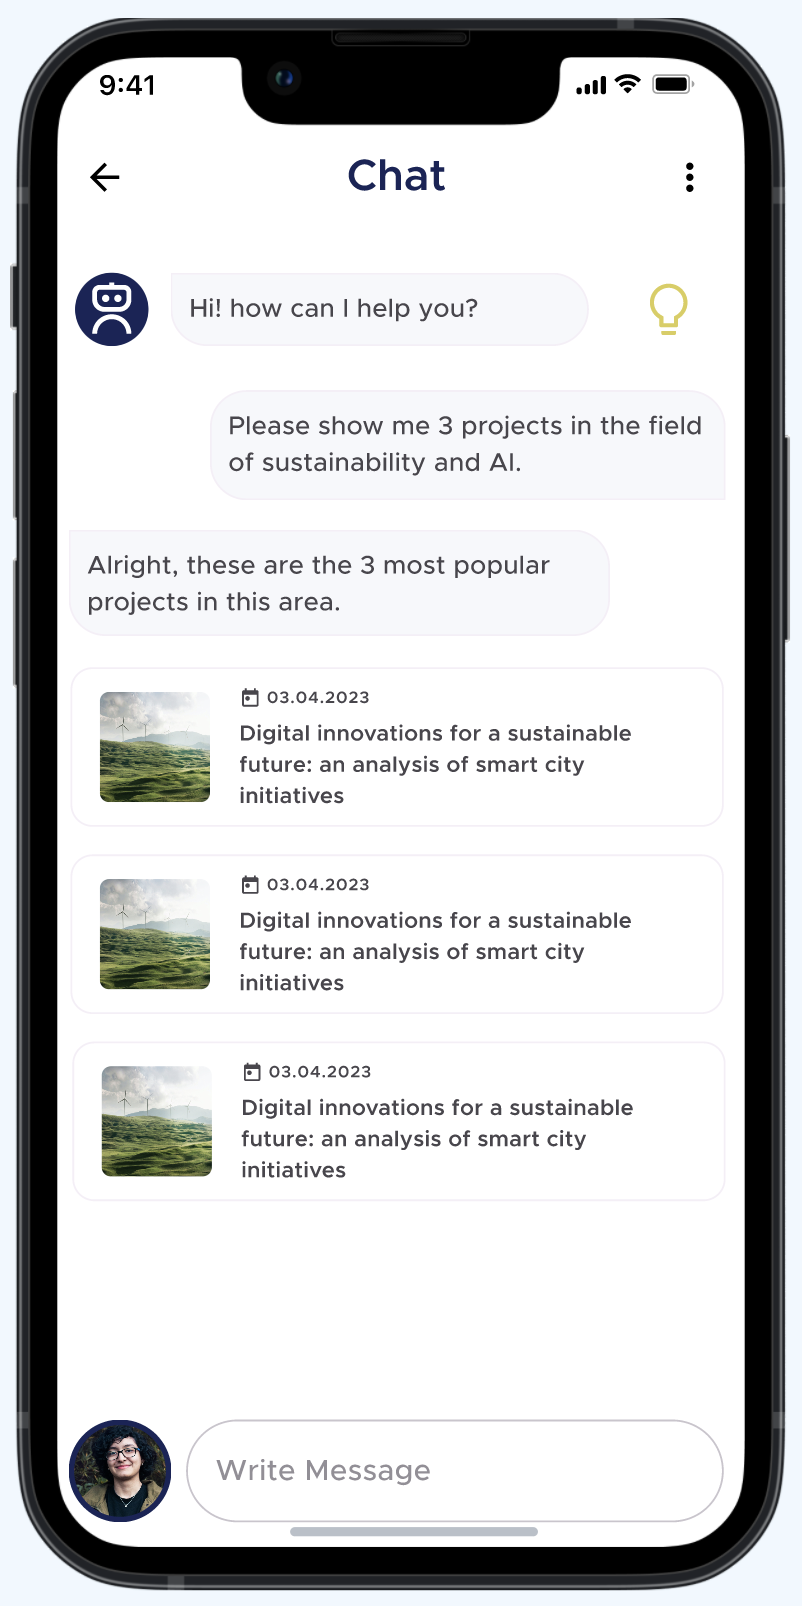 9:41
Chat
Hi! how can I help you?
Please show me 3 projects in the field
of sustainability and AI.
Alright, these are the 3 most popular
projects in this area.
03.04.2023
Digital innovations for a sustainable
future: an analysis of smart city
initiatives
03.04.2023
Digital innovations for a sustainable
future: an analysis of smart city
initiatives
03.04.2023
Digital innovations for a sustainable
future: an analysis of smart city
initiatives
Write Message